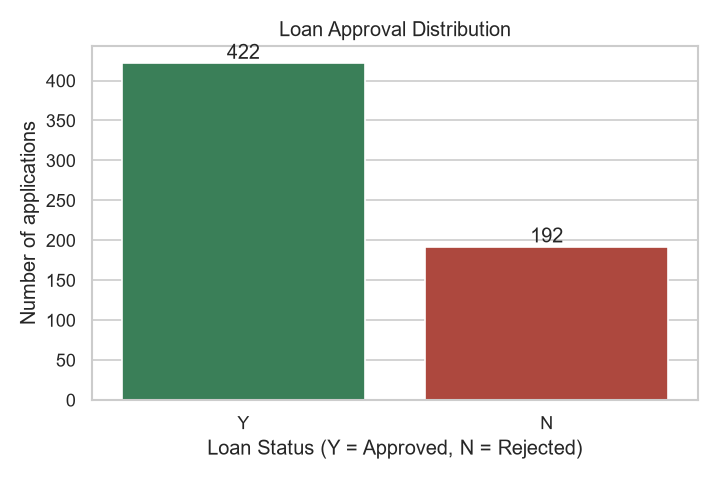 Loan Approval Distribution
422
192
Number of applications
400
350
300
250
200
150
100
50
0
Y
N
Loan Status (Y = Approved, N = Rejected)